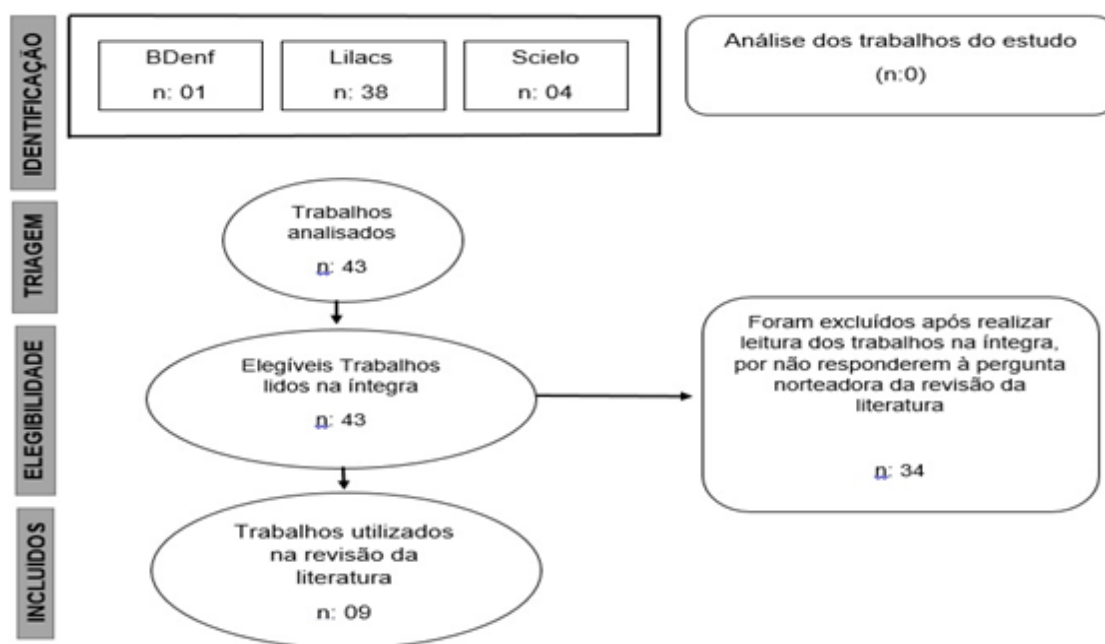 IDENTIFICAÇÃO
BDenf
n: 01
Lilacs
n: 38
Scielo
n: 04
Análise dos trabalhos do estudo
(n:0)
TRIAGEM
Trabalhos
analisados
n: 43
ELEGIBILIDADE
Elegíveis Trabalhos
lidos na íntegra
n: 43
Foram excluídos após realizar
leitura dos trabalhos na íntegra,
por não responderem à pergunta
norteadora da revisão da
literatura
n: 34
INCLUIDOS
Trabalhos utilizados
na revisão da
literatura
n: 09